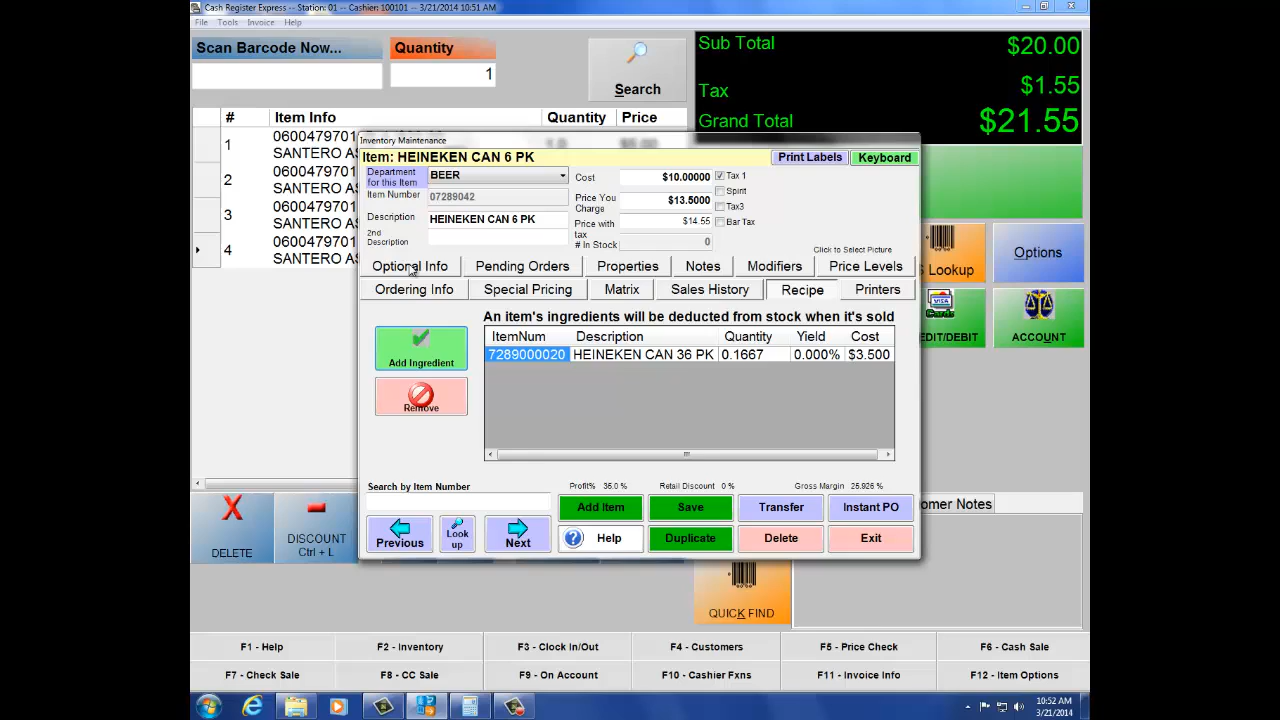 Cash Register Express -- Station: 01 -- Cashier: 100101 -- 3/21/2014 10:51 AM
File Tools Invoice Help
Scan Barcode Now...
Quantity
1
Search
Sub Total $20.00
Tax $1.55
Grand Total $21.55
# Item Info Quantity Price
1 0600479701
SANTERO AS
2 0600479701
SANTERO AS
3 0600479701
SANTERO AS
4 0600479701
SANTERO AS
Inventory Maintenance
Item: HEINEKEN CAN 6 PK
Print Labels Keyboard
Department for this Item BEER
Item Number 07289042
Description HEINEKEN CAN 6 PK
2nd Description
Cost $10.00000
Price You Charge $13.5000
Price with tax $14.55
# In Stock 0
Tax 1
Spirit
Tax3
Bar Tax
Click to Select Picture
Optional Info Pending Orders Properties Notes Modifiers Price Levels
Ordering Info Special Pricing Matrix Sales History Recipe Printers
An item's ingredients will be deducted from stock when it's sold
Add Ingredient
Remove
ItemNum Description Quantity Yield Cost
7289000020 HEINEKEN CAN 36 PK 0.1667 0.000% $3.500
Search by Item Number
Profit% 35.0 % Retail Discount 0 % Gross Margin 25.926 %
Add Item Save Transfer Instant PO
Previous Look up Next
Help Duplicate Delete Exit
Lookup
Options
EDIT/DEBIT
ACCOUNT
omer Notes
DELETE
DISCOUNT
Ctrl + L
QUICK FIND
F1 - Help F2 - Inventory F3 - Clock In/Out F4 - Customers F5 - Price Check F6 - Cash Sale
F7 - Check Sale F8 - CC Sale F9 - On Account F10 - Cashier Fxns F11 - Invoice Info F12 - Item Options
10:52 AM
3/21/2014